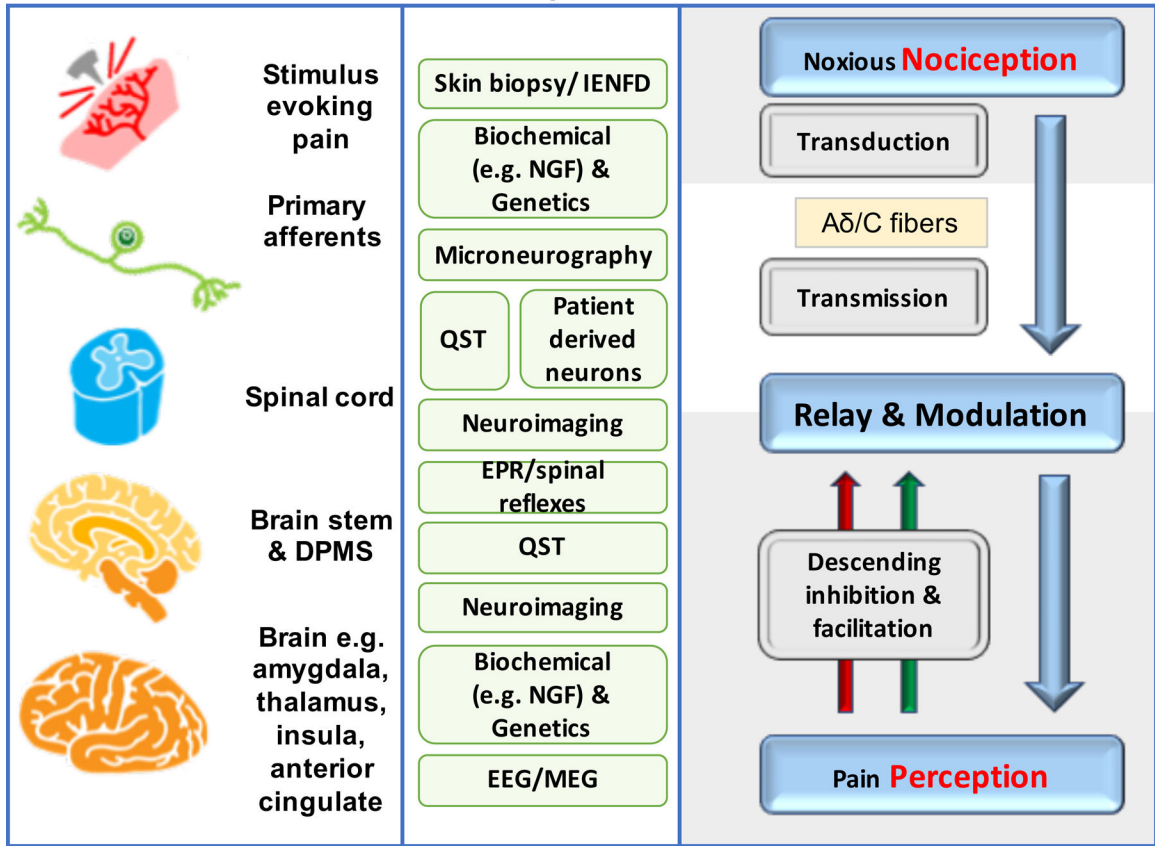 Stimulus
evoking
pain
Primary
afferents
Spinal cord
Brain stem
& DPMS
Brain e.g.
amygdala,
thalamus,
insula,
anterior
cingulate
Skin biopsy/ IENFD
Biochemical
(e.g. NGF) &
Genetics
Microneurography
QST
Patient
derived
neurons
Neuroimaging
EPR/spinal
reflexes
QST
Neuroimaging
Biochemical
(e.g. NGF) &
Genetics
EEG/MEG
Noxious Nociception
Transduction
Aδ/C fibers
Transmission
Relay & Modulation
Descending
inhibition &
facilitation
Pain Perception